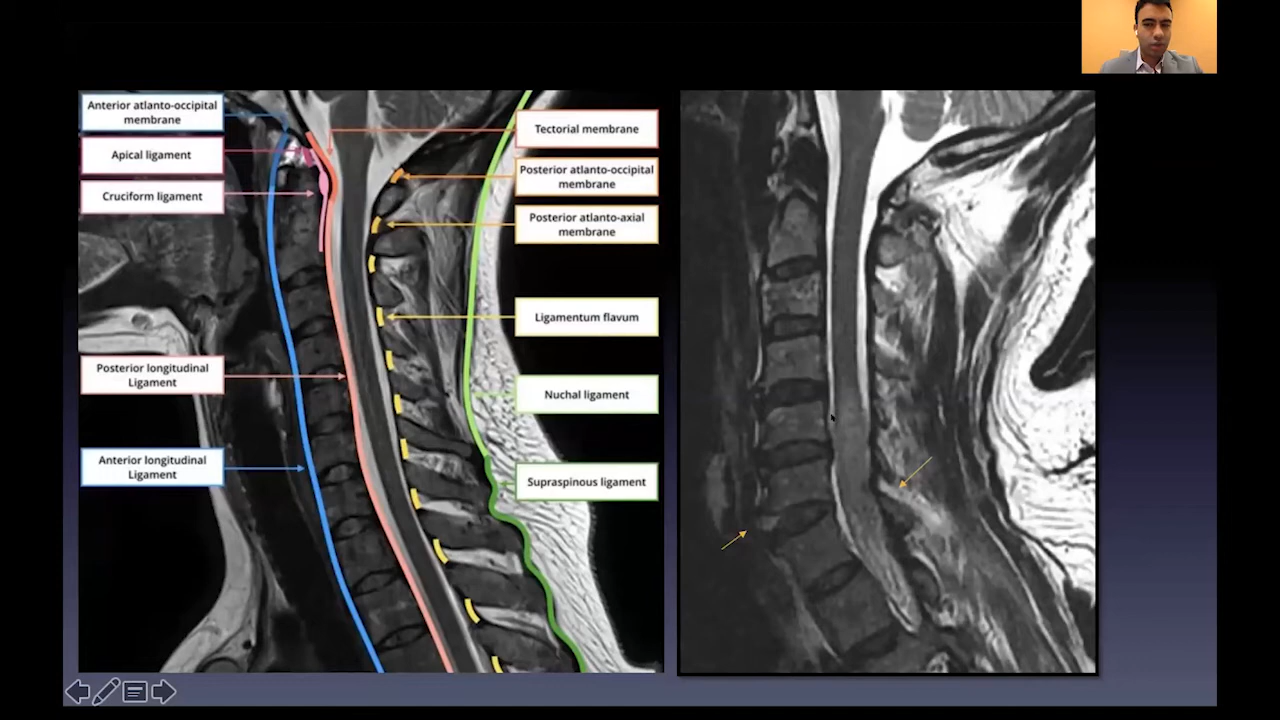 Anterior atlanto-occipital
membrane
Apical ligament
Cruciform ligament
Posterior longitudinal
Ligament
Anterior longitudinal
Ligament
Tectorial membrane
Posterior atlanto-occipital
membrane
Posterior atlanto-axial
membrane
Ligamentum flavum
Nuchal ligament
Supraspinous ligament